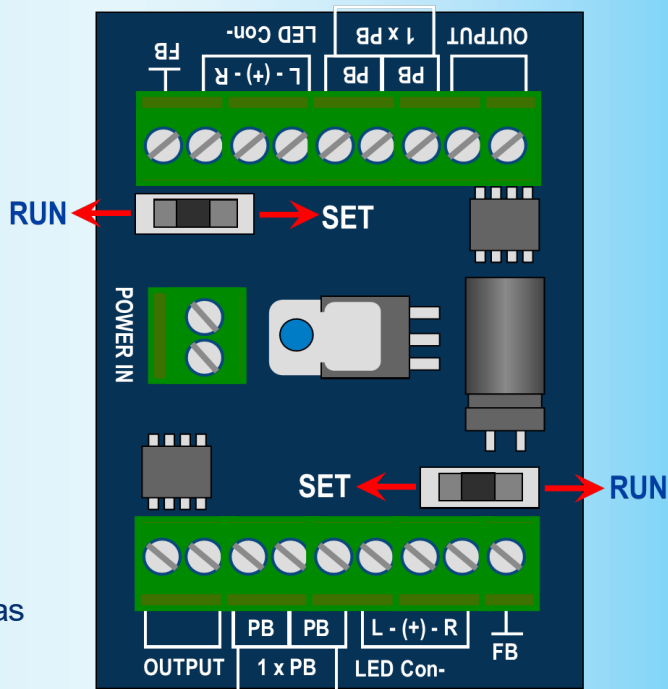 LED Con-
1 x PB
OUTPUT
FB
R - (+) - L
PB
PB
RUN
SET
POWER IN
SET
RUN
as
PB
PB
L - (+) - R
FB
OUTPUT
1 x PB
LED Con-